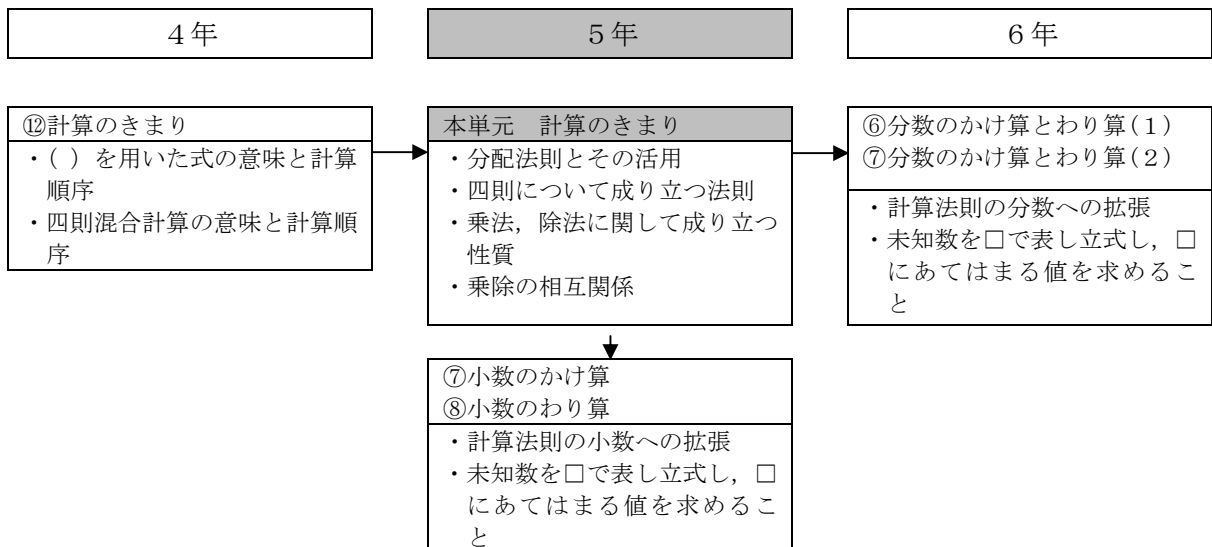 ４年
５年
６年
⑫計算のきまり
・( ) を用いた式の意味と計算
順序
・四則混合計算の意味と計算順
序
本単元　計算のきまり
・分配法則とその活用
・四則について成り立つ法則
・乗法，除法に関して成り立つ
性質
・乗除の相互関係
⑥分数のかけ算とわり算(１)
⑦分数のかけ算とわり算(２)
・計算法則の分数への拡張
・未知数を□で表し立式し，□
にあてはまる値を求めるこ
と
⑦小数のかけ算
⑧小数のわり算
・計算法則の小数への拡張
・未知数を□で表し立式し，□
にあてはまる値を求めるこ
と